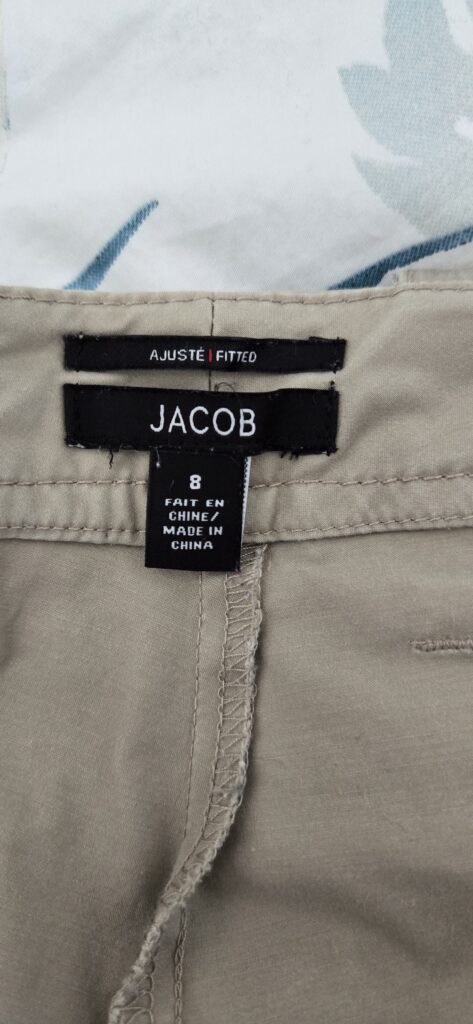 AJUSTÉ | FITTED
JACOB
8
FAIT EN
CHINE/
MADE IN
CHINA